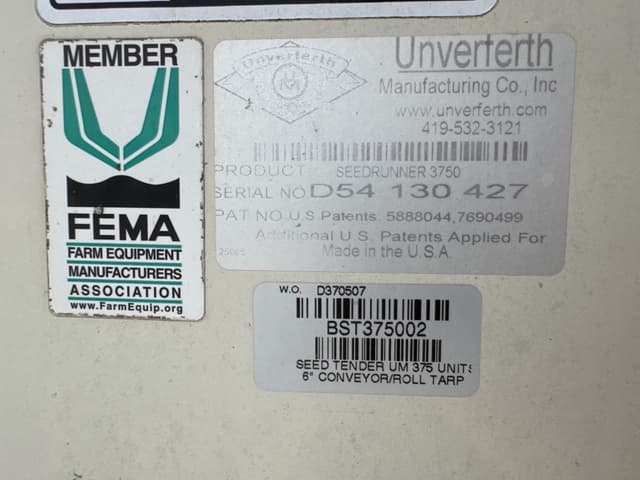 MEMBER
FEMA
FARM EQUIPMENT
MANUFACTURERS
ASSOCIATION
www.FarmEquip.org
Unverferth
Unverferth
Manufacturing Co., Inc
www.unverferth.com
419-532-3121
PRODUCT SEEDRUNNER 3750
SERIAL NO D54 130 427
PAT NO U.S Patents: 5888044,7690499
Additional U.S. Patents Applied For
Made in the U.S.A.
W.O. D370507
BST375002
SEED TENDER UM 375 UNITS
6" CONVEYOR/ROLL TARP